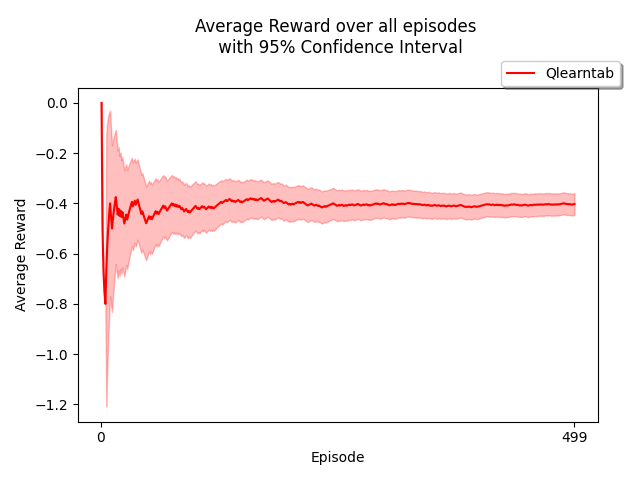 Average Reward over all episodes
with 95% Confidence Interval
Qlearntab
0.0
−0.2
−0.4
−0.6
−0.8
−1.0
−1.2
Average Reward
0
499
Episode